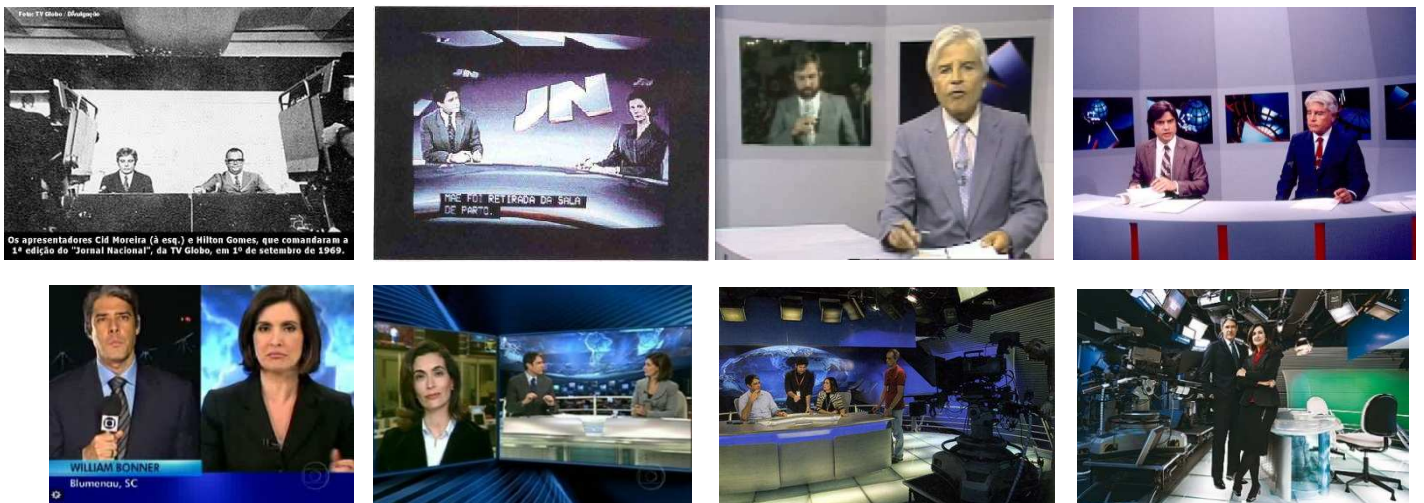 Foto: TV Globo / Divulgação
Os apresentadores Cid Moreira (à esq.) e Hilton Gomes, que comandaram a
1ª edição do "Jornal Nacional", da TV Globo, em 1º de setembro de 1969.
JN
MÃE FOI RETIRADA DA SALA
DE PARTO.
WILLIAM BONNER
Blumenau, SC